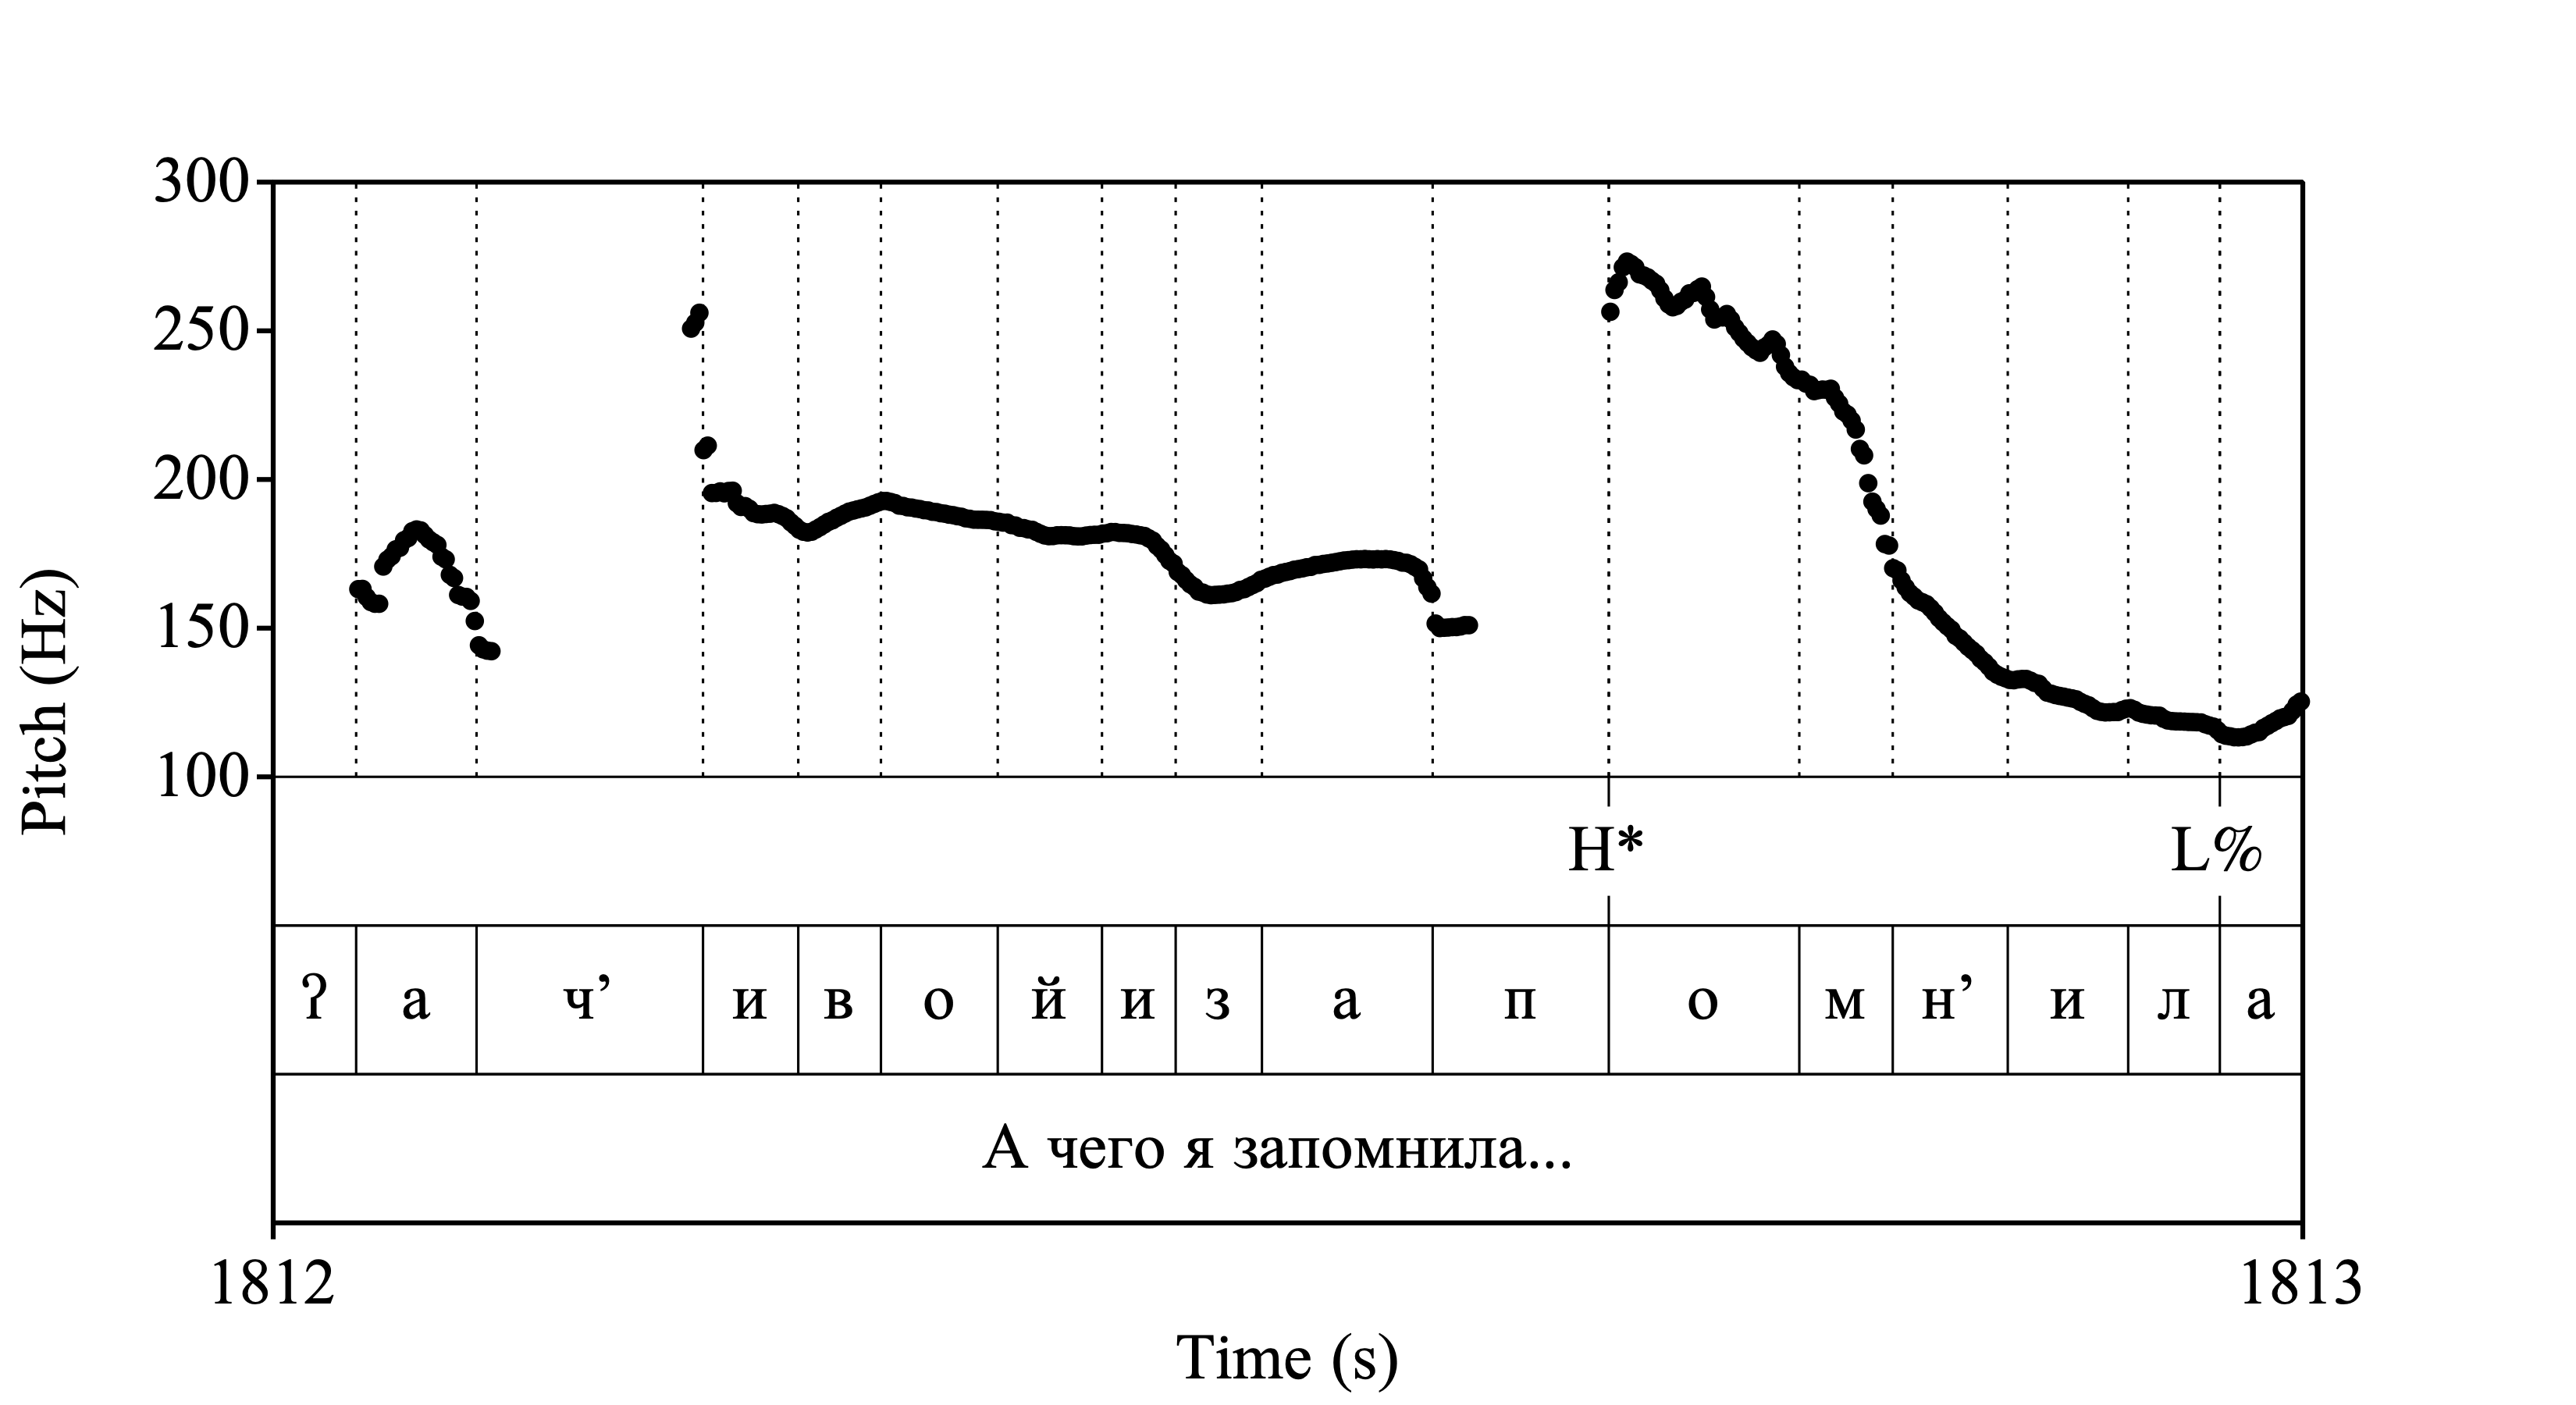 300
250
200
150
100
Pitch (Hz)
H* L%
ʔ а ч’ и в о й и з а п о м н’ и л а
А чего я запомнила...
1812 1813
Time (s)